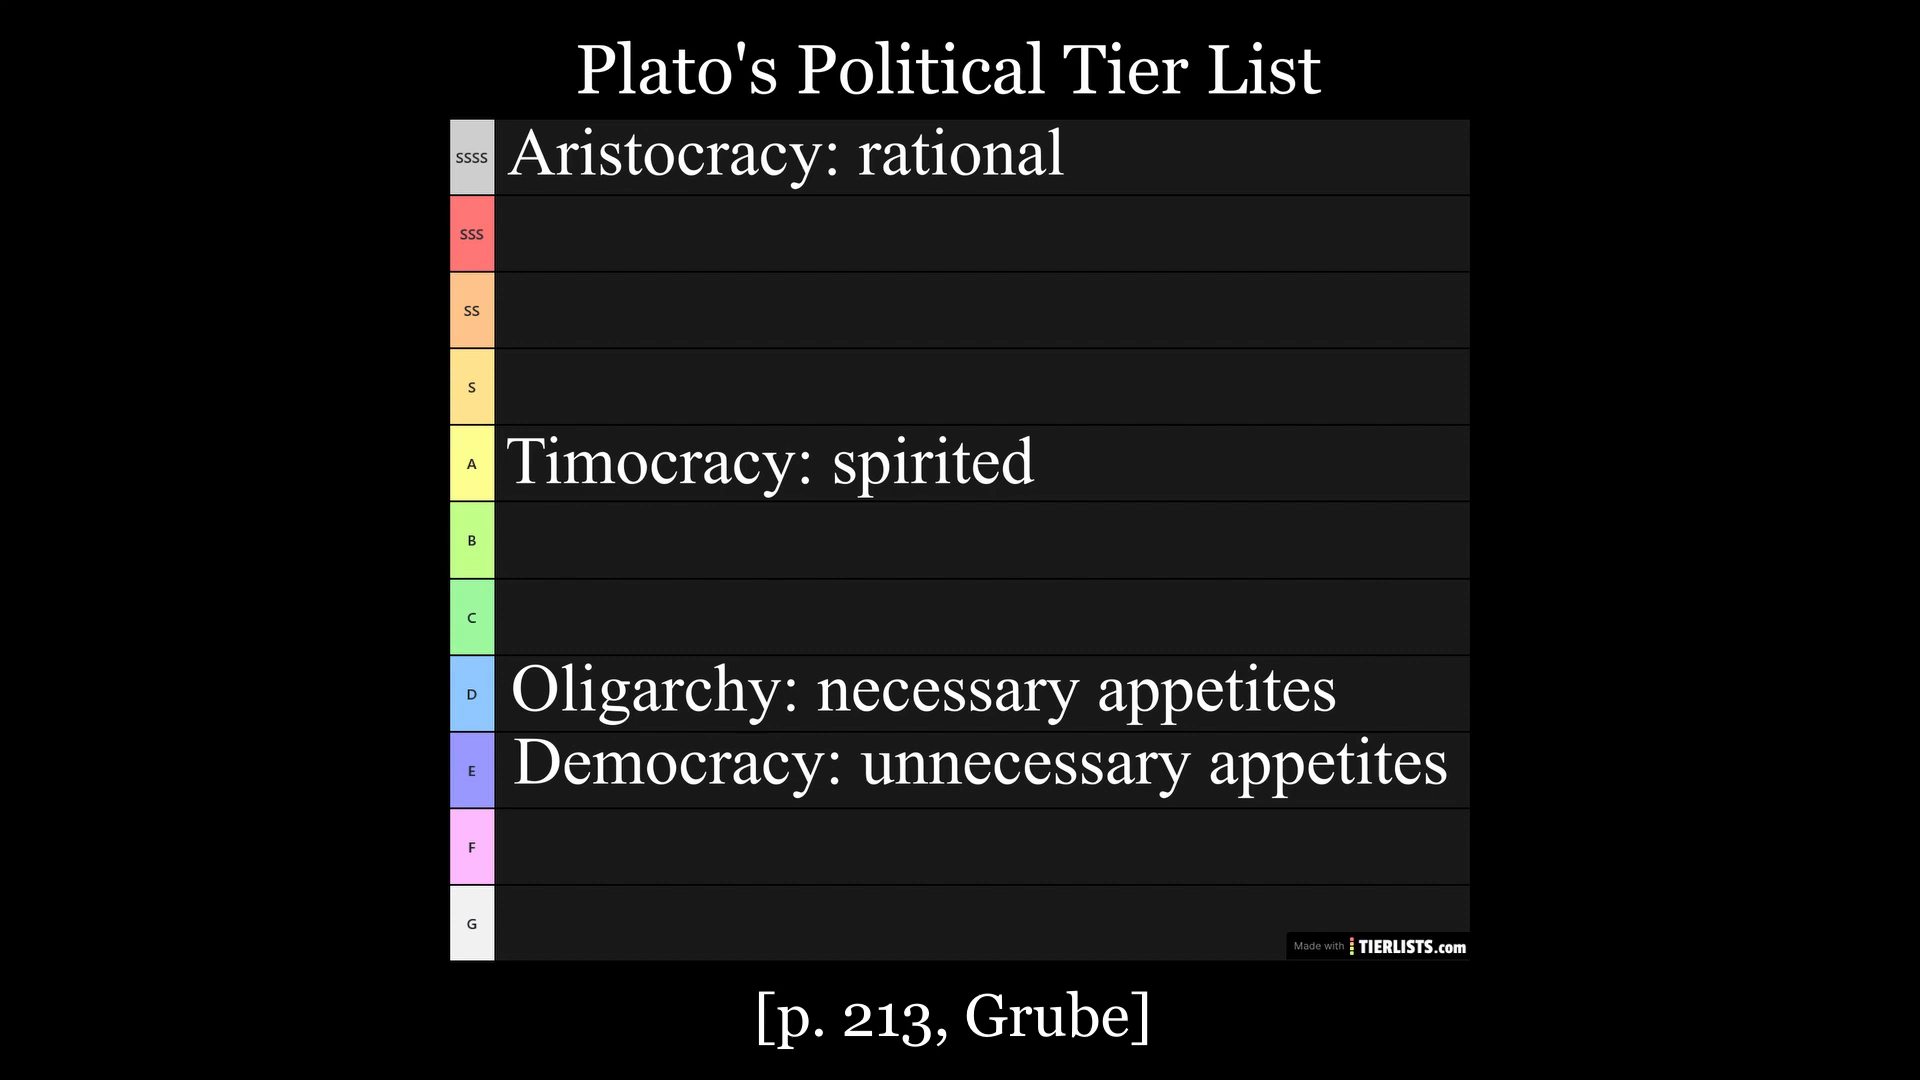 Plato's Political Tier List
SSSS Aristocracy: rational
SSS
SS
S
A Timocracy: spirited
B
C
D Oligarchy: necessary appetites
E Democracy: unnecessary appetites
F
G
Made with TIERLISTS.com
[p. 213, Grube]